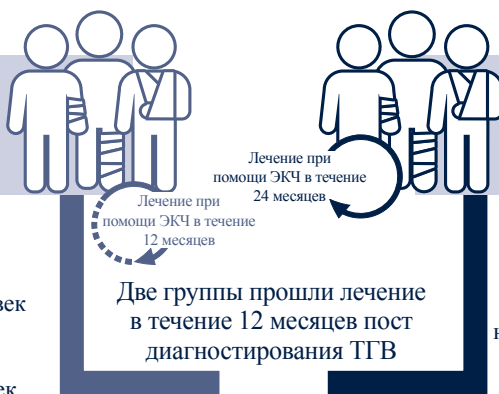 Лечение при
помощи ЭКЧ в течение
24 месяцев
Лечение при
помощи ЭКЧ в течение
12 месяцев
Две группы прошли лечение
в течение 12 месяцев пост
диагностирования ТГВ